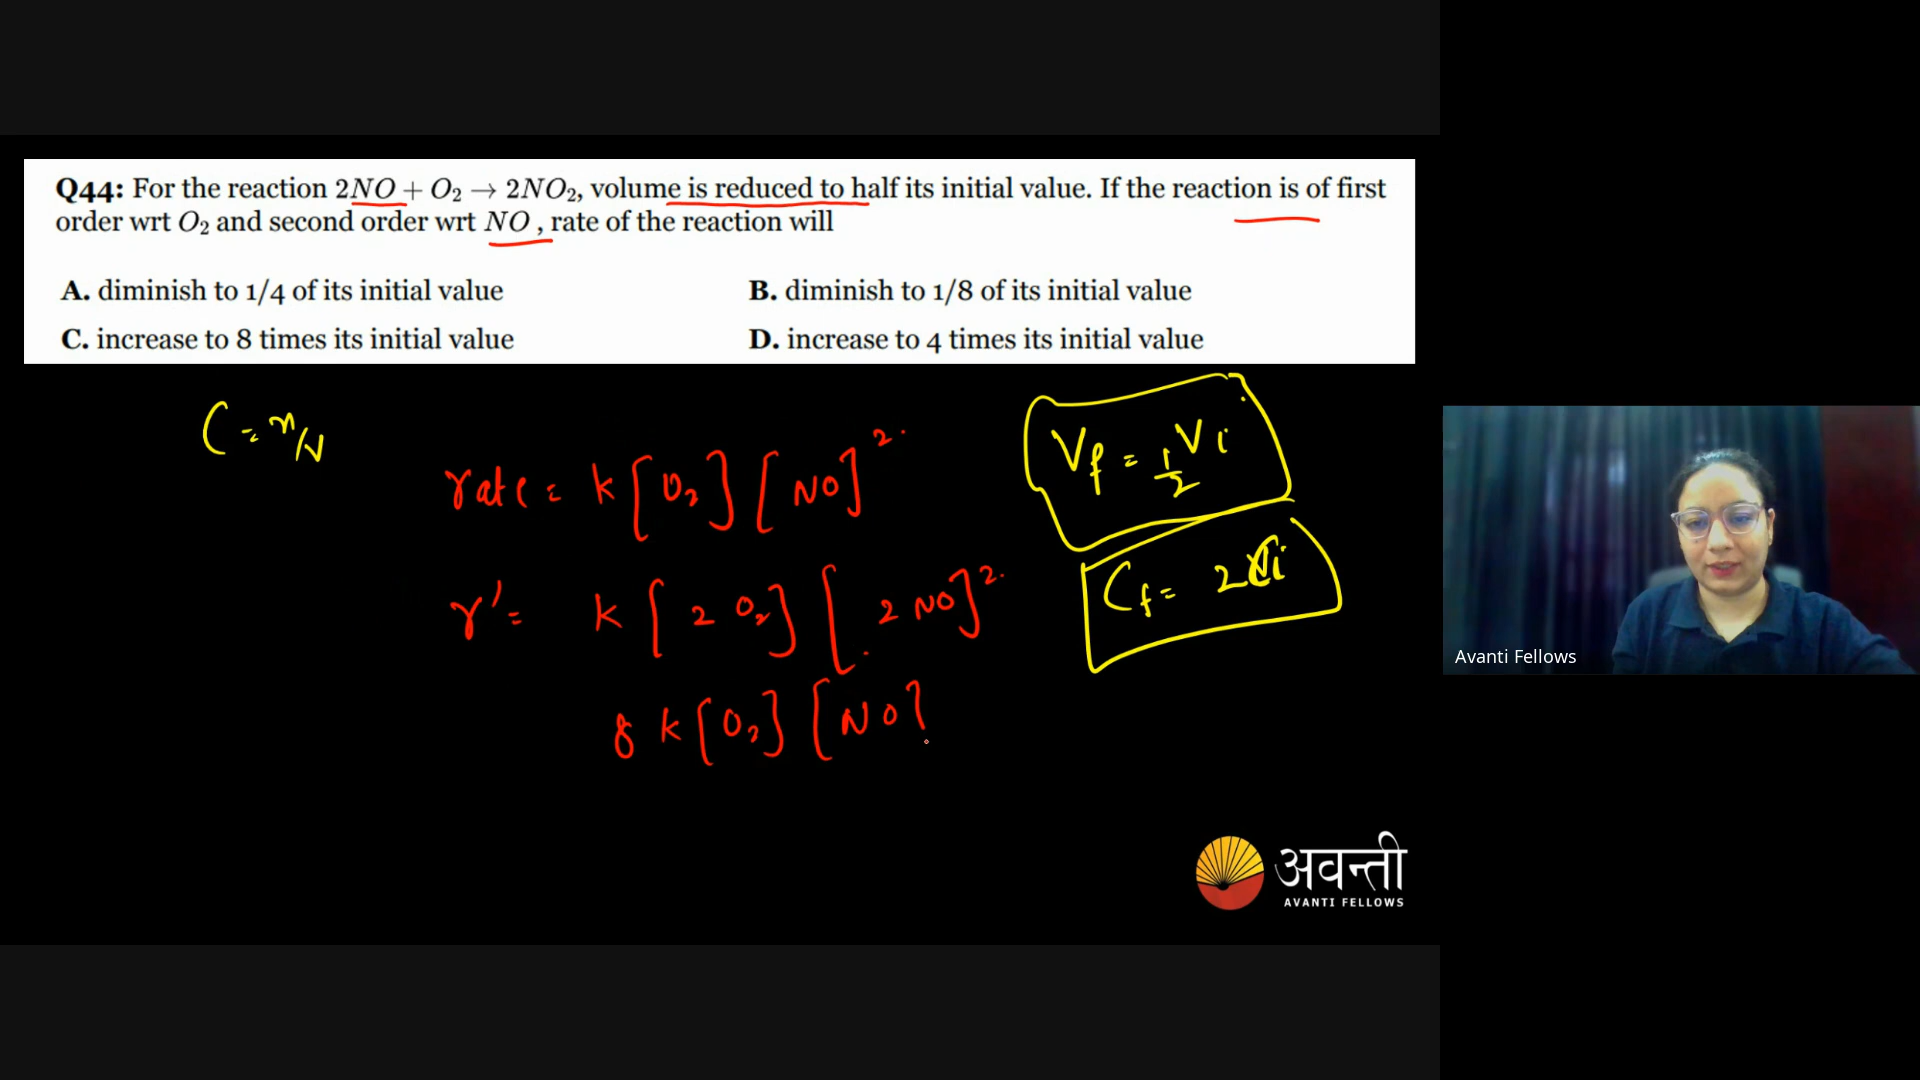 Q44: For the reaction 2NO + O₂ → 2NO₂, volume is reduced to half its initial value. If the reaction is of first
order wrt O₂ and second order wrt NO , rate of the reaction will
A. diminish to 1/4 of its initial value
B. diminish to 1/8 of its initial value
C. increase to 8 times its initial value
D. increase to 4 times its initial value
C = n/V
rate = k [O₂] [NO]²
Vf = 1/2 Vi
r' = k [2 O₂] [2 NO]²
Cf = 2Ci
8 k [O₂] [NO]
Avanti Fellows
अवन्ती
AVANTI FELLOWS